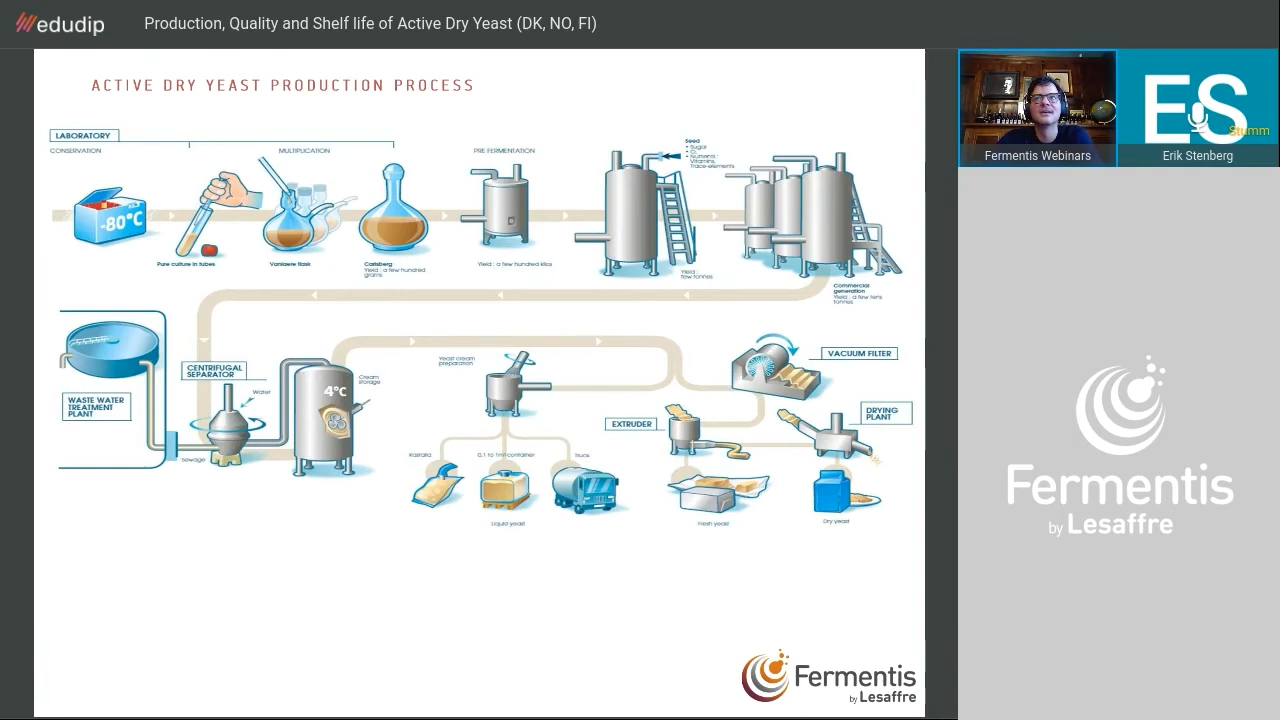 edudip
Production, Quality and Shelf life of Active Dry Yeast (DK, NO, FI)
ACTIVE DRY YEAST PRODUCTION PROCESS
LABORATORY
CONSERVATION
MULTIPLICATION
PRE FERMENTATION
Seed
• Sugar
• O₂
• Nutrients :
Vitamins,
Trace-elements
-80°C
Pure culture in tubes
Vanlaere flask
Carlsberg
Yield : a few hundred
grams
Yield : a few hundred kilos
Yield :
few tonnes
Commercial
generation
Yield : a few tens
tonnes
WASTE WATER
TREATMENT
PLANT
CENTRIFUGAL
SEPARATOR
Water
Sewage
4°C
Cream
storage
Yeast cream
preparation
VACUUM FILTER
EXTRUDER
DRYING
PLANT
Kastalia
0,1 to 1m³ container
Truck
Liquid yeast
Fresh yeast
Dry yeast
Fermentis
by Lesaffre
Fermentis Webinars
ES
Stumm
Erik Stenberg
Fermentis
by Lesaffre